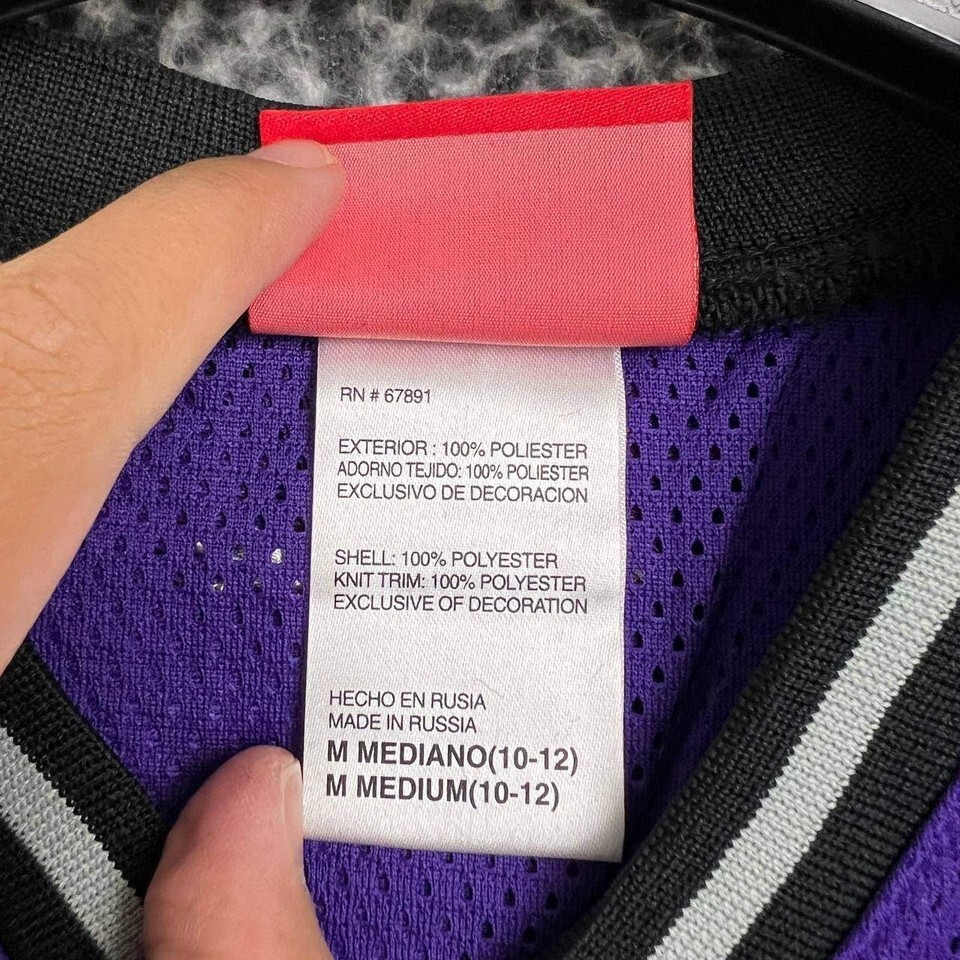 RN # 67891
EXTERIOR : 100% POLIESTER
ADORNO TEJIDO: 100% POLIESTER
EXCLUSIVO DE DECORACION
SHELL: 100% POLYESTER
KNIT TRIM: 100% POLYESTER
EXCLUSIVE OF DECORATION
HECHO EN RUSIA
MADE IN RUSSIA
M MEDIANO(10-12)
M MEDIUM(10-12)